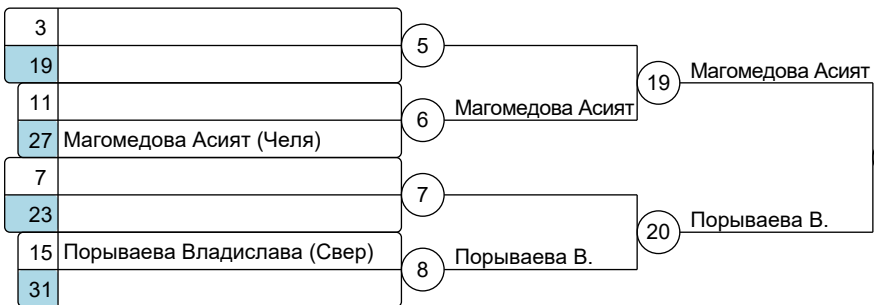 3
5
19
19 Магомедова Асият
11
6 Магомедова Асият
27 Магомедова Асият (Челя)
7
7
23
20 Порываева В.
15 Порываева Владислава (Свер)
8 Порываева В.
31